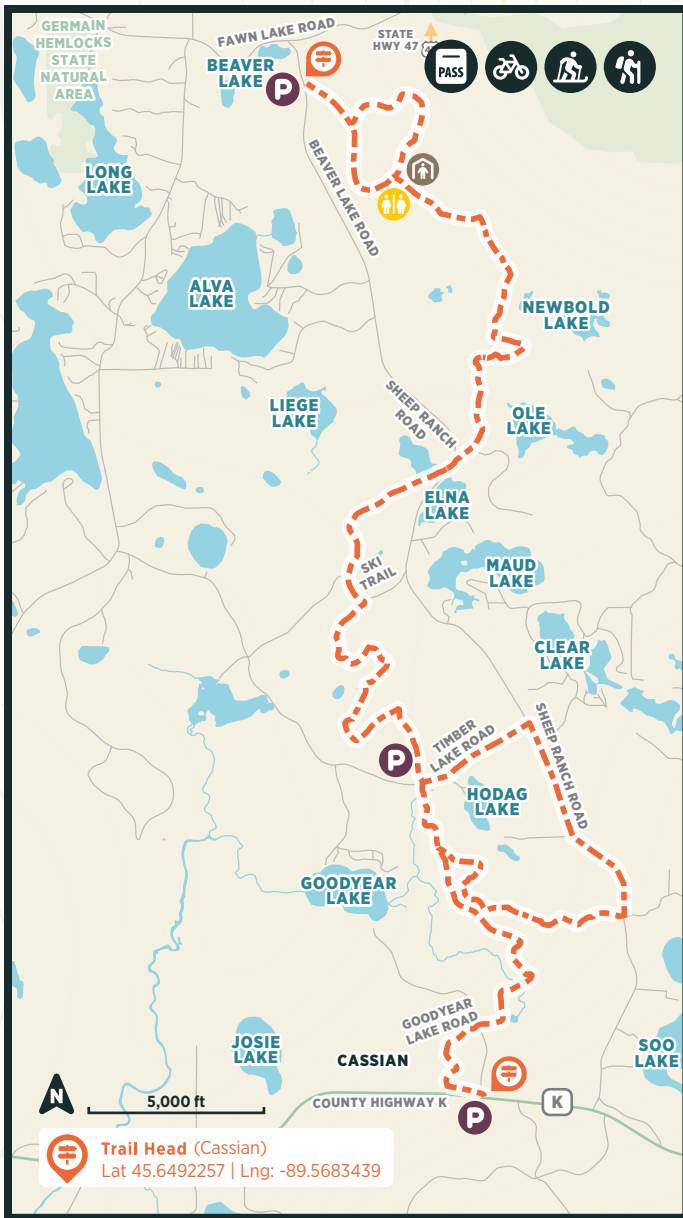 GERMAIN
HEMLOCKS
STATE
NATURAL
AREA
FAWN LAKE ROAD
STATE
HWY 47
PASS
BEAVER
LAKE
P
LONG
LAKE
BEAVER LAKE ROAD
ALVA
LAKE
NEWBOLD
LAKE
LIEGE
LAKE
SHEEP RANCH
ROAD
OLE
LAKE
ELNA
LAKE
SKI
TRAIL
MAUD
LAKE
CLEAR
LAKE
TIMBER
LAKE ROAD
SHEEP RANCH ROAD
P
HODAG
LAKE
GOODYEAR
LAKE
GOODYEAR
LAKE ROAD
JOSIE
LAKE
CASSIAN
SOO
LAKE
N
5,000 ft
COUNTY HIGHWAY K
K
P
Trail Head (Cassian)
Lat 45.6492257 | Lng: -89.5683439